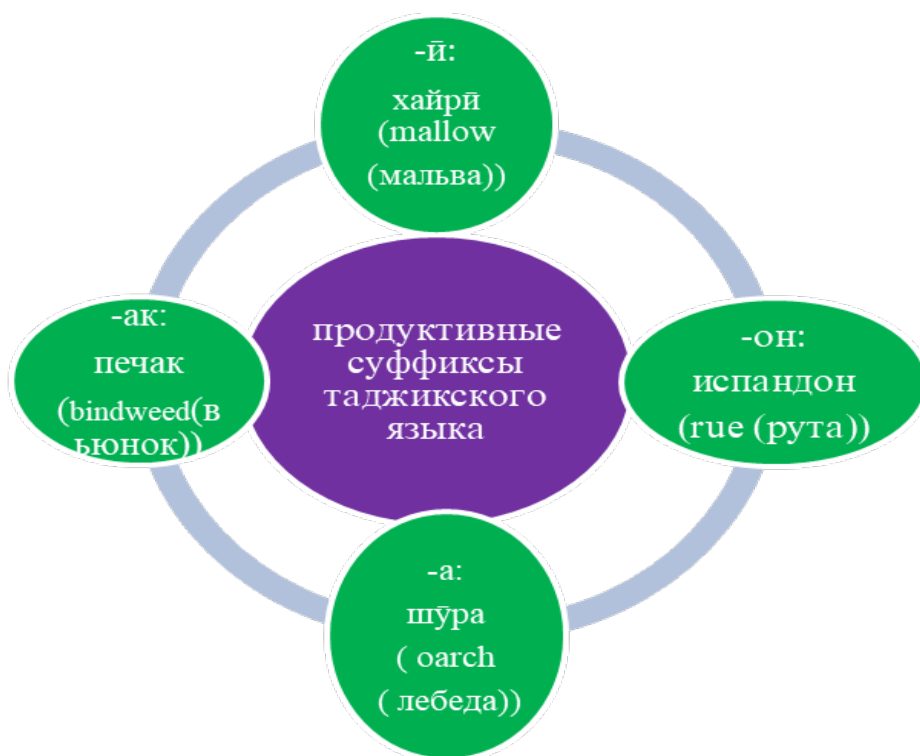 -ӣ:
хайрӣ
(mallow
(мальва))
-ак:
печак
(bindweed(в
ьюнок))
продуктивные
суффиксы
таджикского
языка
-он:
испандон
(rue (рута))
-а:
шӯра
( oarch
( лебеда))